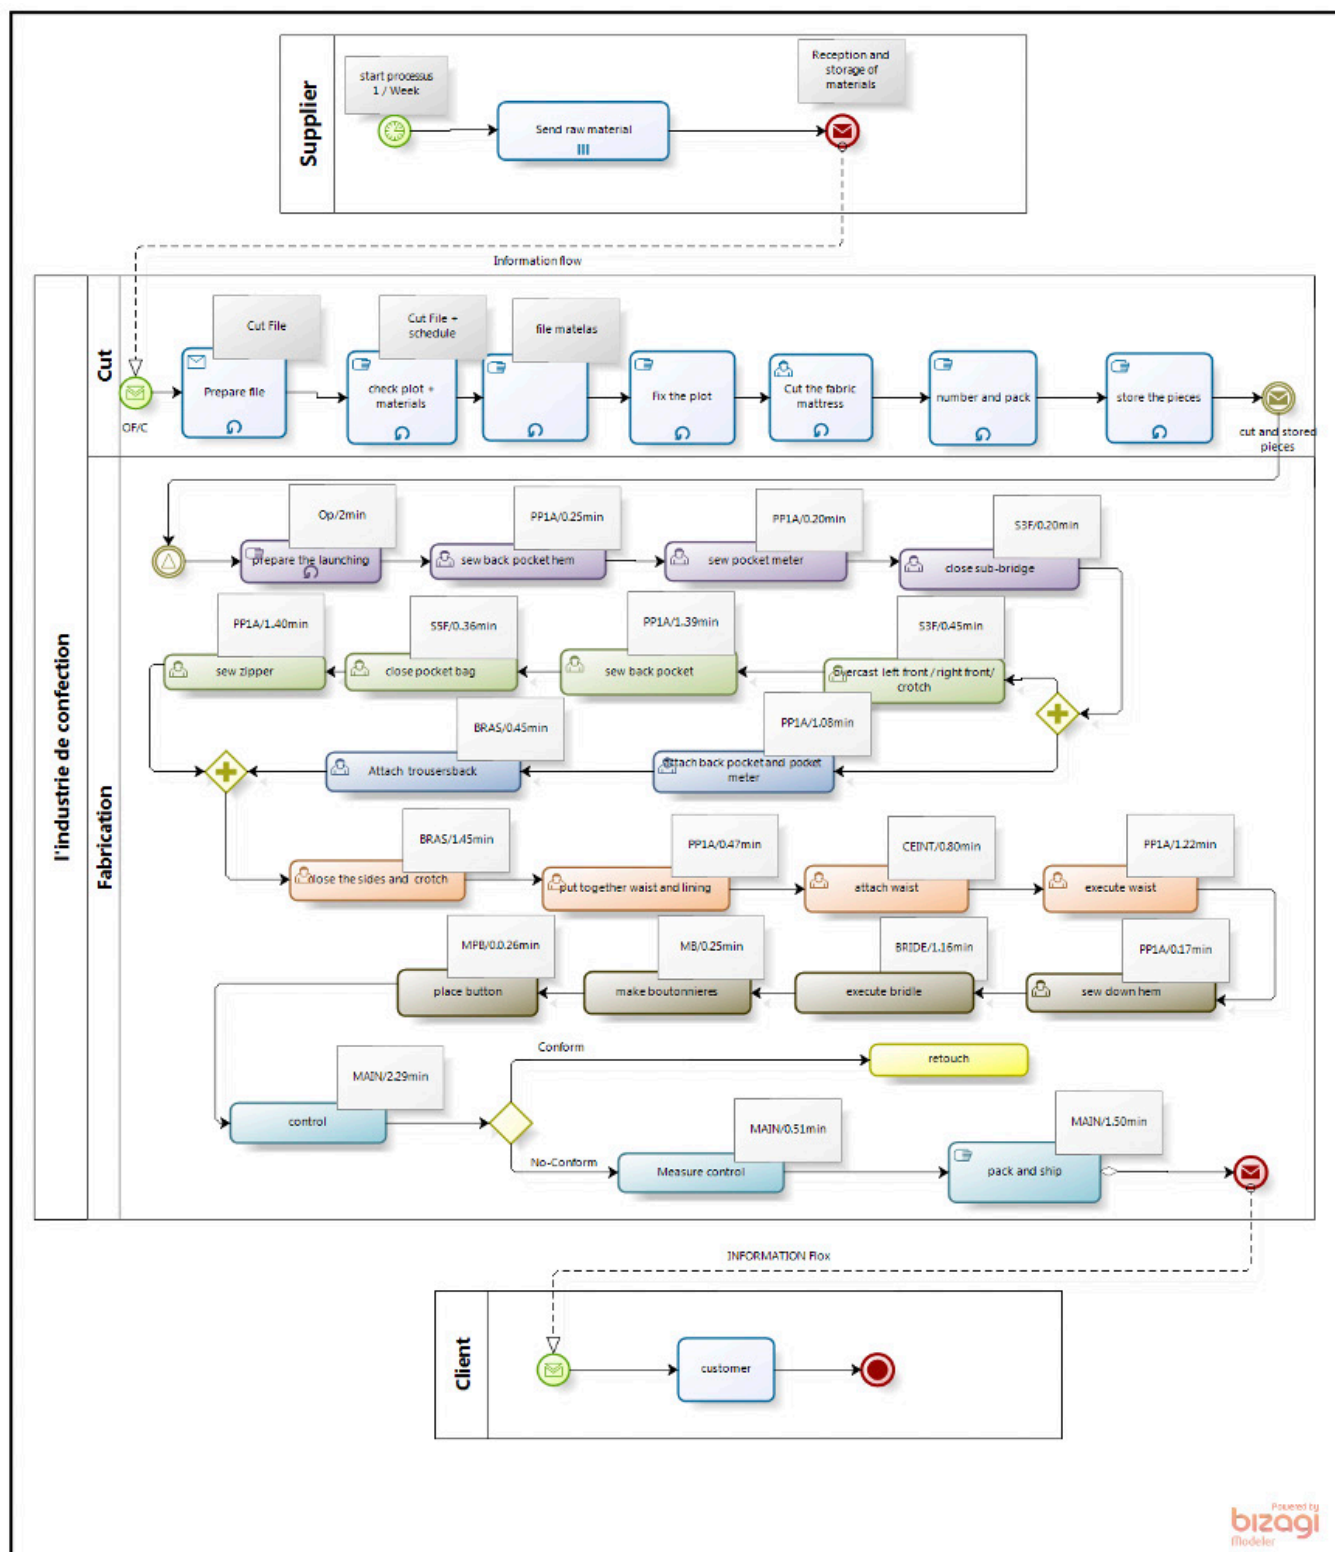 Supplier
start processus
1 / Week
Send raw material
Reception and
storage of
materials
Information flow
l'industrie de confection
Cut
OF/C
Cut File
Prepare file
Cut File +
schedule
check plot +
materials
file matelas
Fix the plot
Cut the fabric
mattress
number and pack
store the pieces
cut and stored
pieces
Fabrication
Op/2min
prepare the launching
PP1A/0.25min
sew back pocket hem
PP1A/0.20min
sew pocket meter
S3F/0.20min
close sub-bridge
PP1A/1.40min
sew zipper
S5F/0.36min
close pocket bag
PP1A/1.39min
sew back pocket
S3F/0.45min
overcast left front / right front/
crotch
BRAS/0.45min
Attach trousersback
PP1A/1.08min
attach back pocket and pocket
meter
BRAS/1.45min
close the sides and crotch
PP1A/0.47min
put together waist and lining
CEINT/0.80min
attach waist
PP1A/1.22min
execute waist
MPB/0.0.26min
place button
MB/0.25min
make boutonnieres
BRIDE/1.16min
execute bridle
PP1A/0.17min
sew down hem
MAIN/2.29min
control
Conform
retouch
No-Conform
MAIN/0.51min
Measure control
MAIN/1.50min
pack and ship
INFORMATION Flox
Client
customer
Powered by
bizagi
Modeler